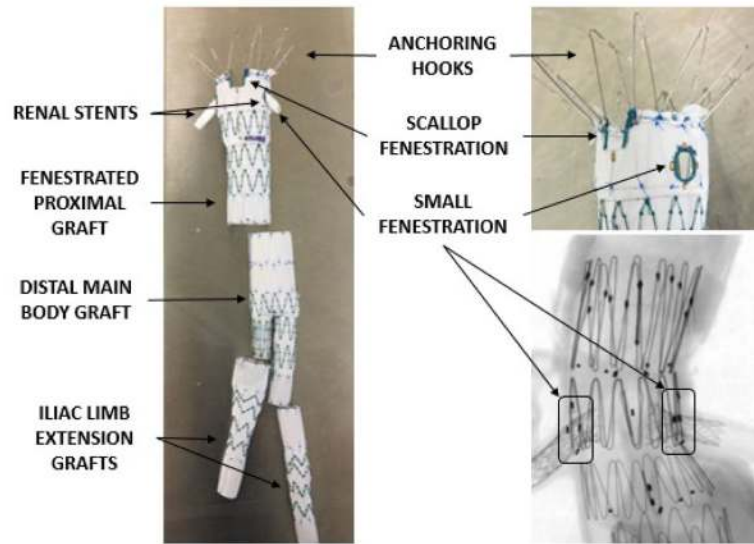 ANCHORING
HOOKS
RENAL STENTS
SCALLOP
FENESTRATION
FENESTRATED
PROXIMAL
GRAFT
SMALL
FENESTRATION
DISTAL MAIN
BODY GRAFT
ILIAC LIMB
EXTENSION
GRAFTS